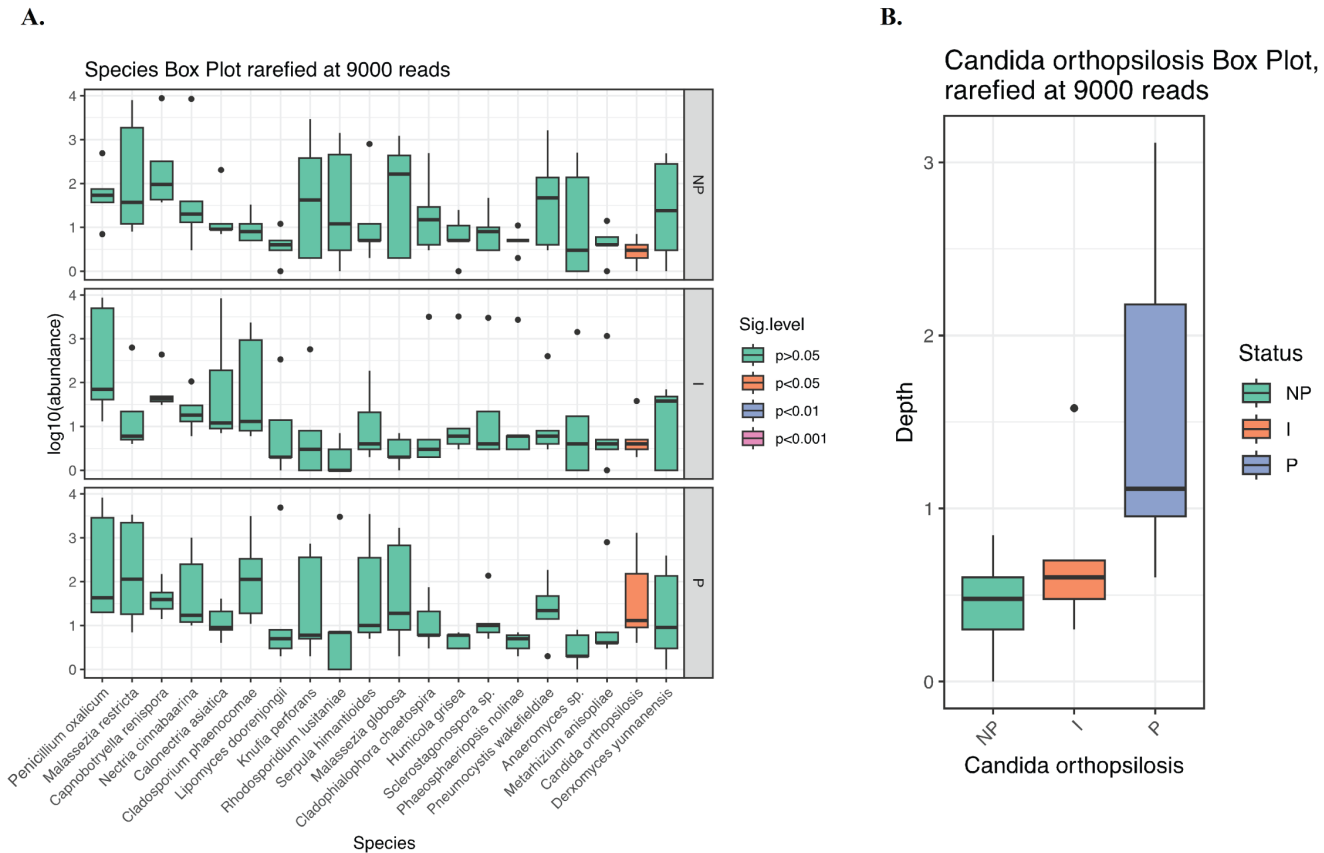 A.
Species Box Plot rarefied at 9000 reads
4
3
2
1
0
NP
4
3
2
1
0
I
4
3
2
1
0
P
log10(abundance)
Penicillium oxalicum
Malassezia restricta
Capnobotryella renispora
Nectria cinnabaarina
Calonectria asiatica
Cladosporium phaenocomae
Lipomyces doorenjongii
Knufia perforans
Rhodosporidium lusitaniae
Serpula himantioides
Malassezia globosa
Cladophialophora chaetospira
Humicola grisea
Sclerostagonospora sp.
Phaeosphaeriopsis nolinae
Pneumocystis wakefieldiae
Anaeromyces sp.
Metarhizium anisopliae
Candida orthopsilosis
Derxomyces yunnanensis
Species
Sig.level
p>0.05
p<0.05
p<0.01
p<0.001
B.
Candida orthopsilosis Box Plot,
rarefied at 9000 reads
3
2
1
0
Depth
NP
I
P
Candida orthopsilosis
Status
NP
I
P